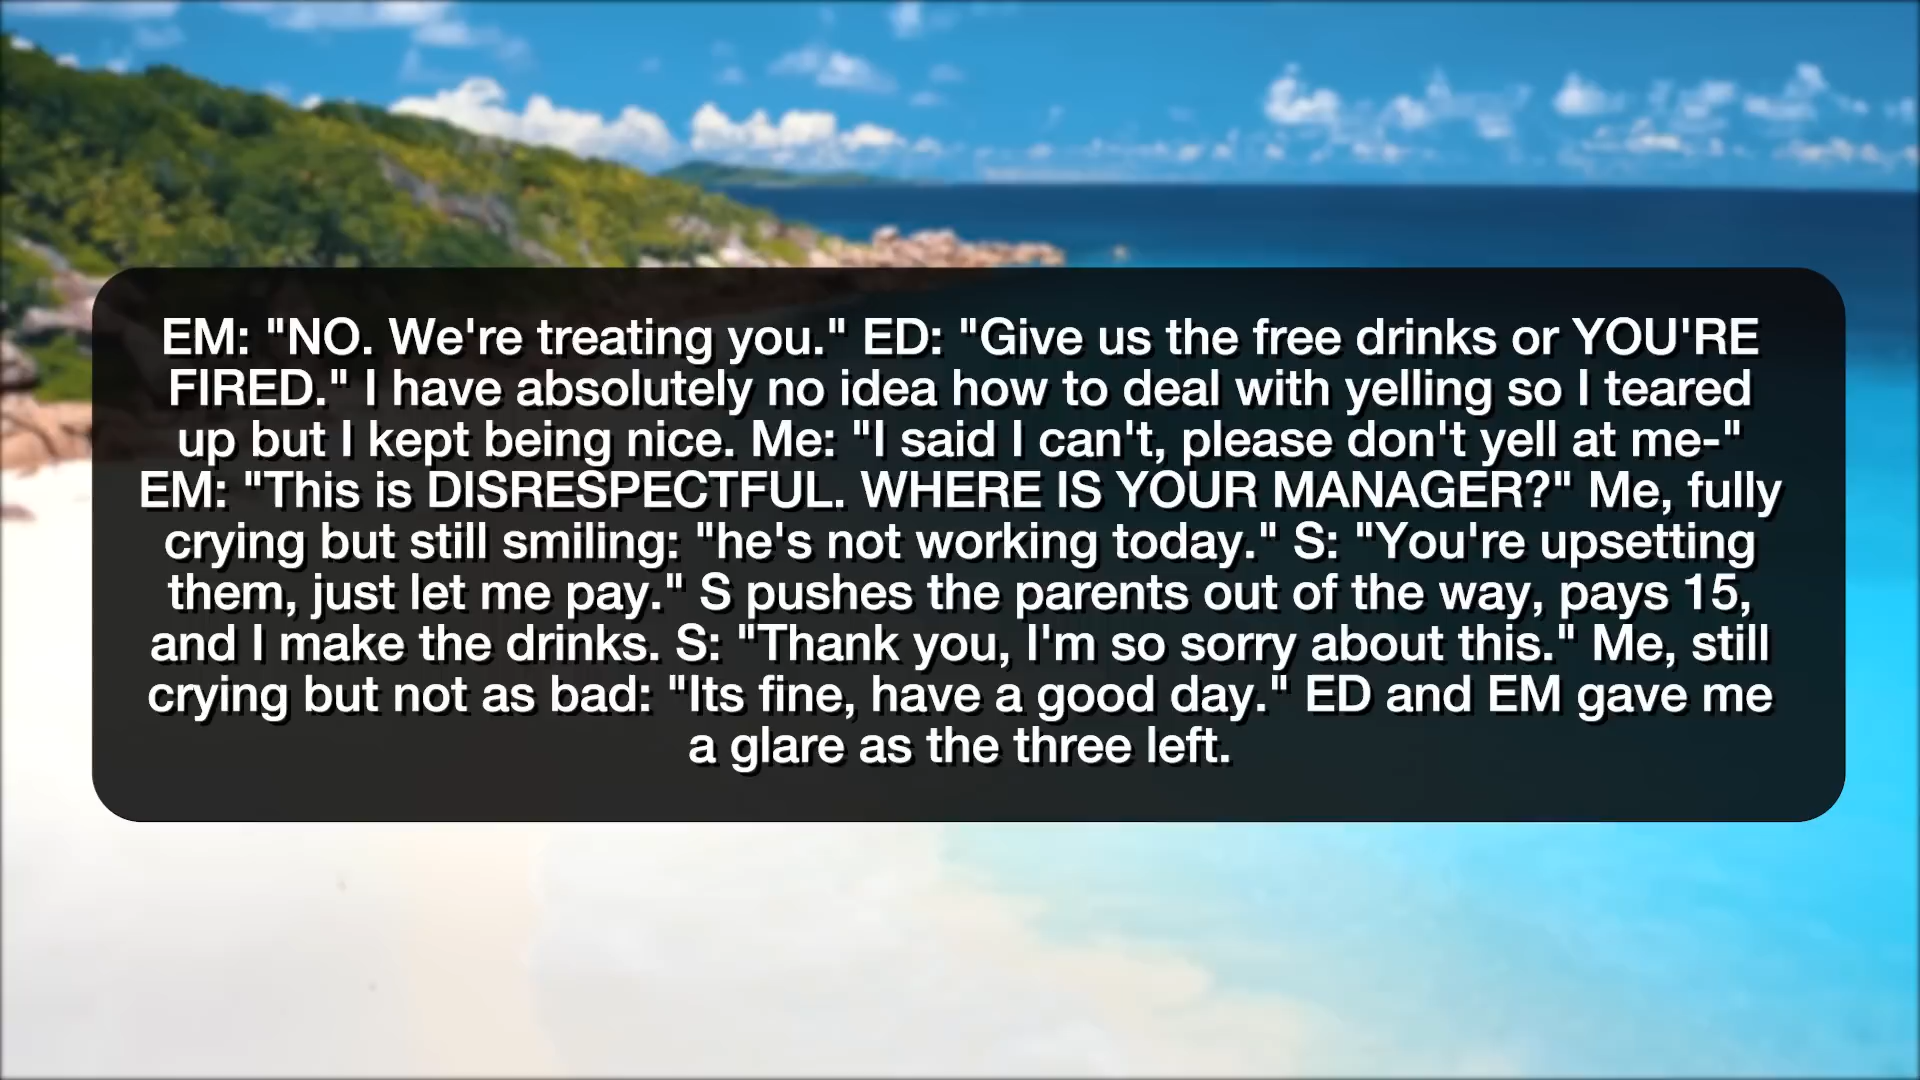 EM: "NO. We're treating you." ED: "Give us the free drinks or YOU'RE
FIRED." I have absolutely no idea how to deal with yelling so I teared
up but I kept being nice. Me: "I said I can't, please don't yell at me-"
EM: "This is DISRESPECTFUL. WHERE IS YOUR MANAGER?" Me, fully
crying but still smiling: "he's not working today." S: "You're upsetting
them, just let me pay." S pushes the parents out of the way, pays 15,
and I make the drinks. S: "Thank you, I'm so sorry about this." Me, still
crying but not as bad: "Its fine, have a good day." ED and EM gave me
a glare as the three left.